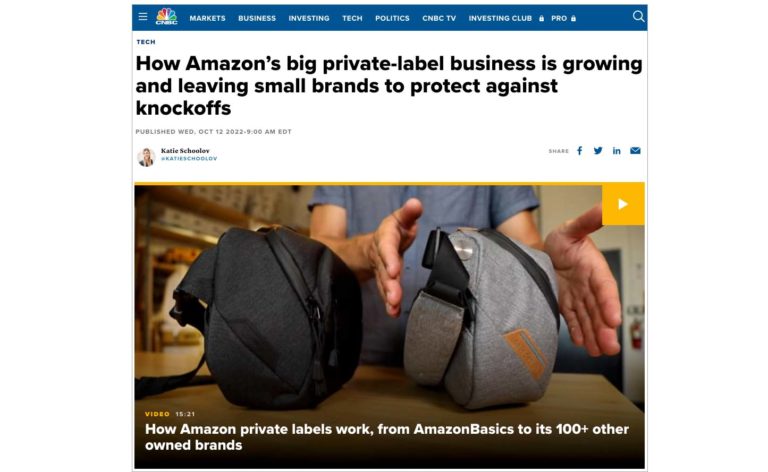 CNBC
MARKETS BUSINESS INVESTING TECH POLITICS CNBC TV INVESTING CLUB PRO
TECH
How Amazon’s big private-label business is growing
and leaving small brands to protect against
knockoffs
PUBLISHED WED, OCT 12 2022-9:00 AM EDT
Katie Schoolov
@KATIESCHOOLOV
SHARE
VIDEO 15:21
How Amazon private labels work, from AmazonBasics to its 100+ other
owned brands